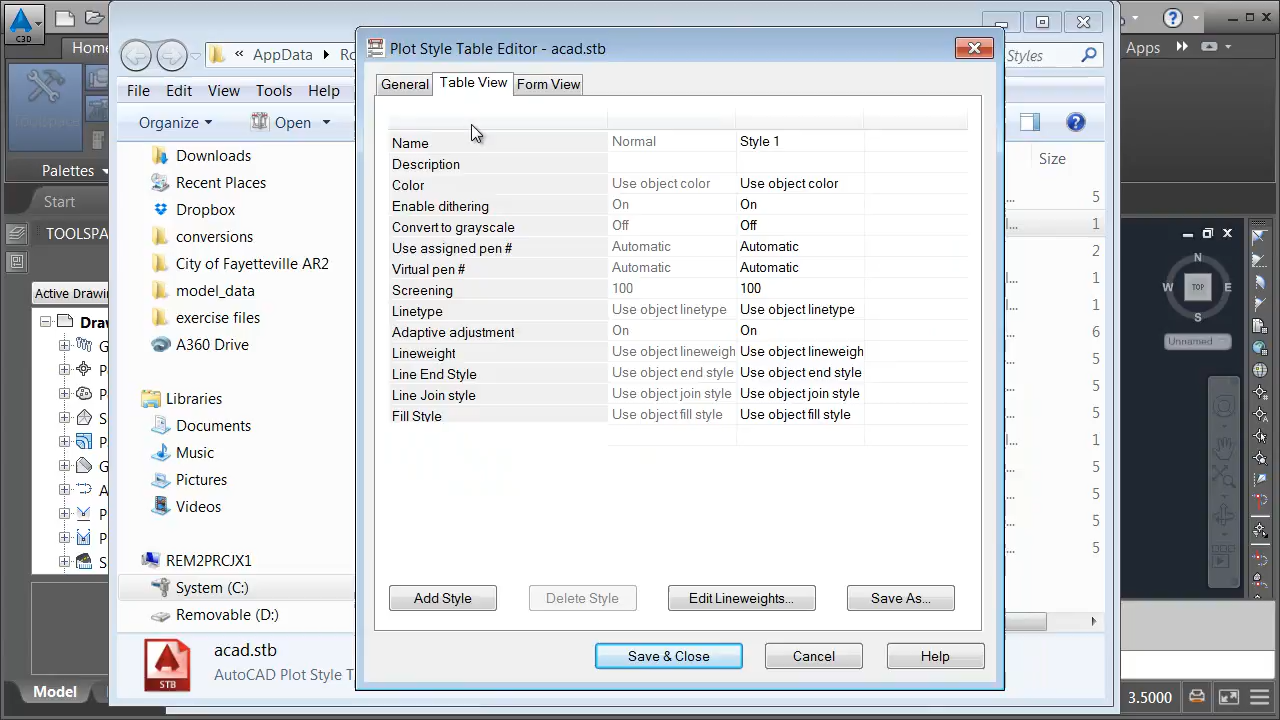 C3D
Home
Apps
Plot Style Table Editor - acad.stb
AppData
Ro
Styles
General
Table View
Form View
File
Edit
View
Tools
Help
Organize
Open
Toolspace
Palettes
Start
TOOLSPA
Active Drawin
Draw
Downloads
Recent Places
Dropbox
conversions
City of Fayetteville AR2
model_data
exercise files
A360 Drive
Libraries
Documents
Music
Pictures
Videos
REM2PRCJX1
System (C:)
Removable (D:)
acad.stb
AutoCAD Plot Style T
STB
Name Normal Style 1
Description
Color Use object color Use object color
Enable dithering On On
Convert to grayscale Off Off
Use assigned pen # Automatic Automatic
Virtual pen # Automatic Automatic
Screening 100 100
Linetype Use object linetype Use object linetype
Adaptive adjustment On On
Lineweight Use object lineweigh Use object lineweigh
Line End Style Use object end style Use object end style
Line Join style Use object join style Use object join style
Fill Style Use object fill style Use object fill style
Add Style
Delete Style
Edit Lineweights...
Save As...
Save & Close
Cancel
Help
Size
5
1
2
1
1
6
5
5
5
1
5
5
5
5
N
W
TOP
E
S
Unnamed
Model
3.5000